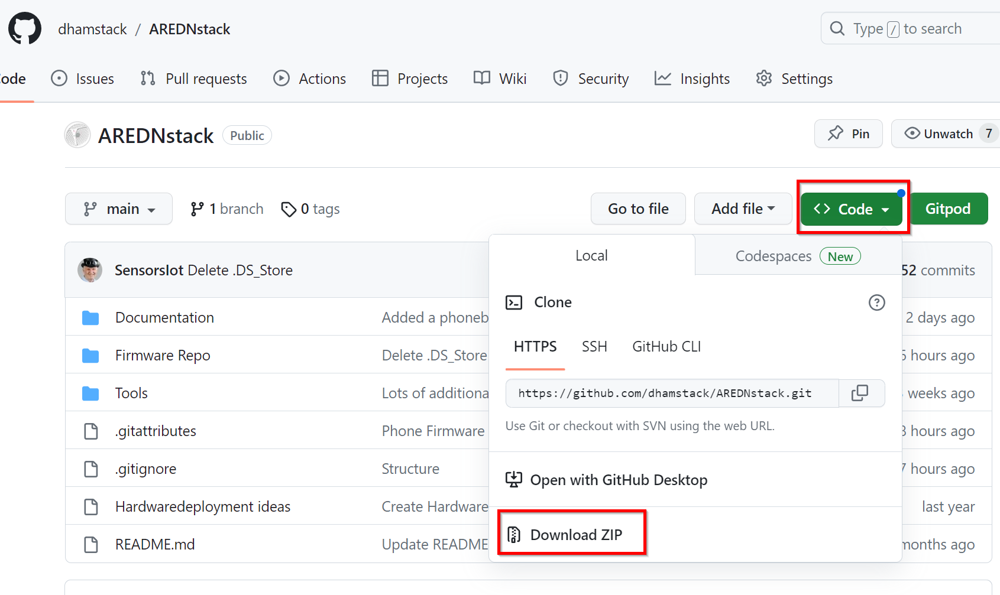 dhamstack / AREDNstack
Type / to search
ode Issues Pull requests Actions Projects Wiki Security Insights Settings
AREDNstack Public Pin Unwatch 7
main 1 branch 0 tags Go to file Add file <> Code Gitpod
Local Codespaces New
SensorsIot Delete .DS_Store 52 commits
Clone
Documentation Added a phoneb 2 days ago
HTTPS SSH GitHub CLI
Firmware Repo Delete .DS_Store hours ago
https://github.com/dhamstack/AREDNstack.git
Tools Lots of additiona weeks ago
Use Git or checkout with SVN using the web URL.
.gitattributes Phone Firmware hours ago
.gitignore Structure hours ago
Open with GitHub Desktop
Hardwaredeployment ideas Create Hardware last year
Download ZIP
README.md Update README months ago